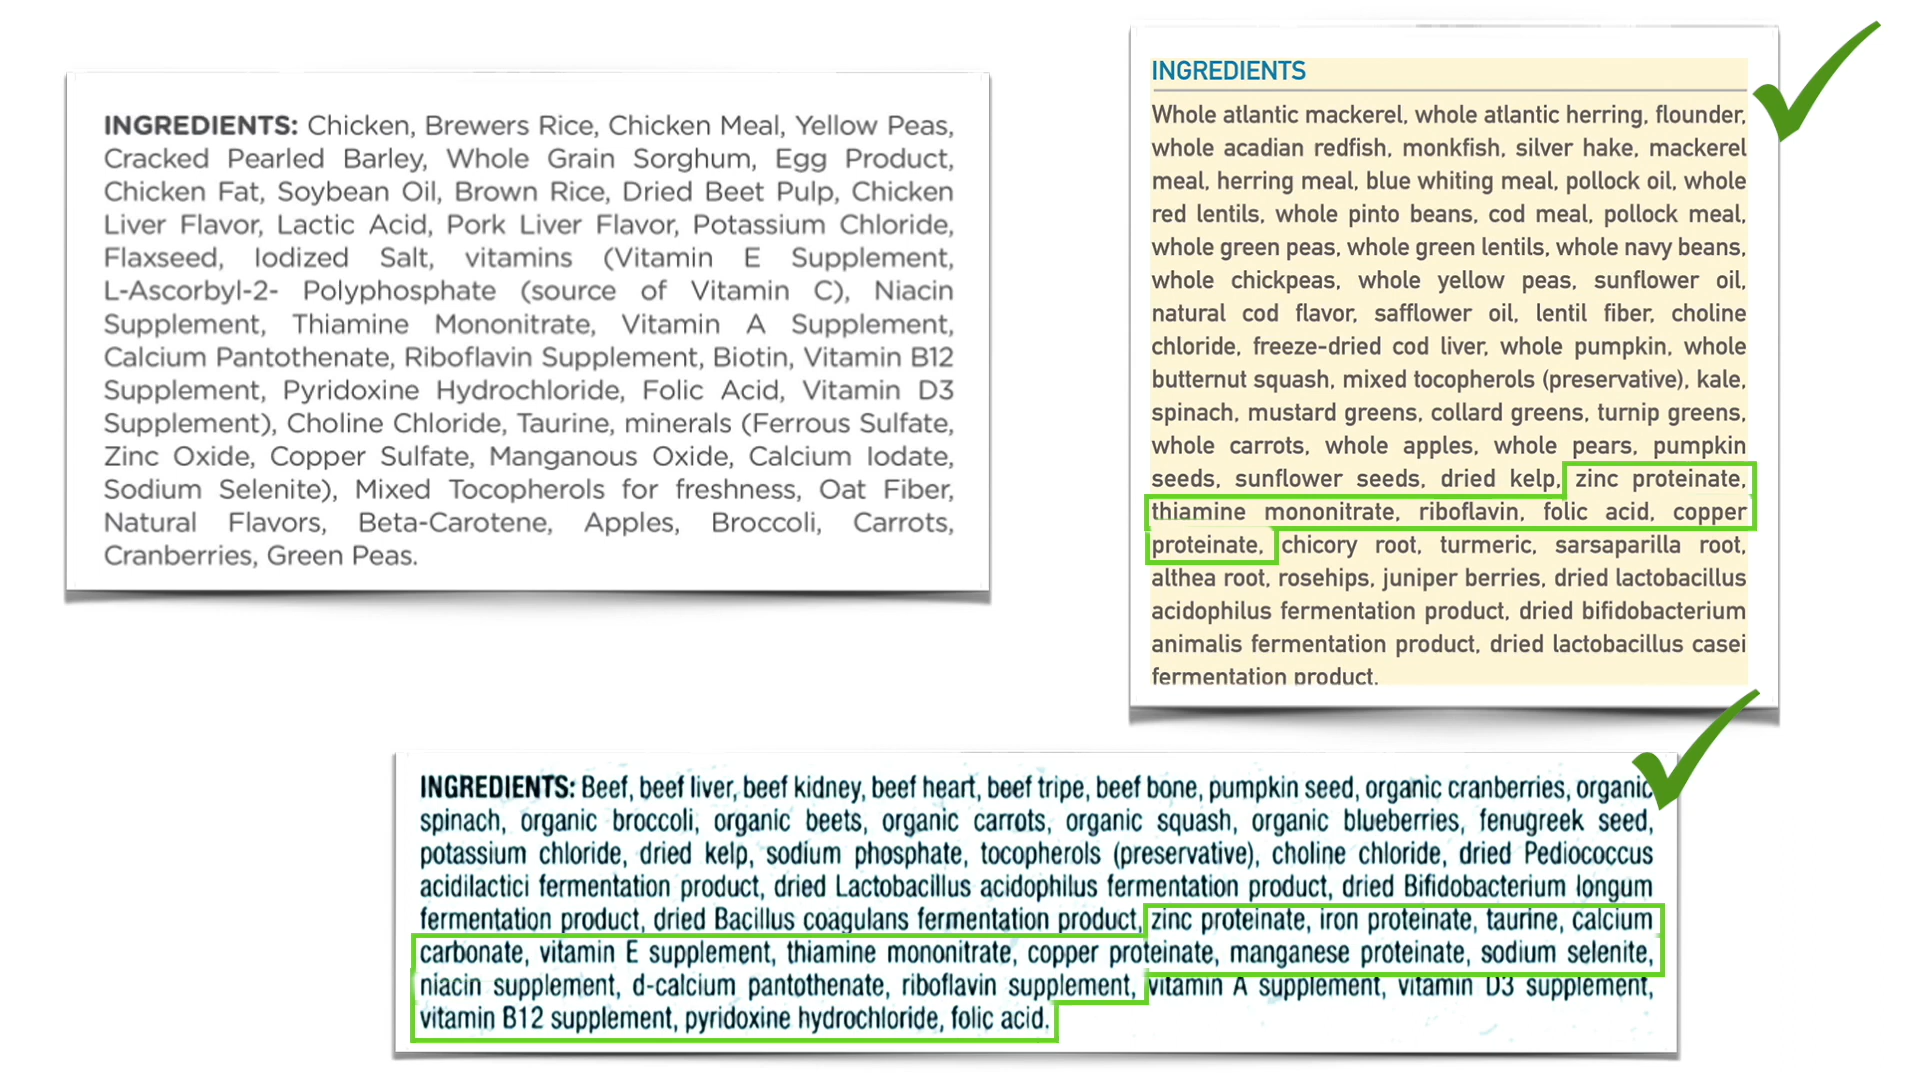 INGREDIENTS: Chicken, Brewers Rice, Chicken Meal, Yellow Peas,
Cracked Pearled Barley, Whole Grain Sorghum, Egg Product,
Chicken Fat, Soybean Oil, Brown Rice, Dried Beet Pulp, Chicken
Liver Flavor, Lactic Acid, Pork Liver Flavor, Potassium Chloride,
Flaxseed, Iodized Salt, vitamins (Vitamin E Supplement,
L-Ascorbyl-2- Polyphosphate (source of Vitamin C), Niacin
Supplement, Thiamine Mononitrate, Vitamin A Supplement,
Calcium Pantothenate, Riboflavin Supplement, Biotin, Vitamin B12
Supplement, Pyridoxine Hydrochloride, Folic Acid, Vitamin D3
Supplement), Choline Chloride, Taurine, minerals (Ferrous Sulfate,
Zinc Oxide, Copper Sulfate, Manganous Oxide, Calcium Iodate,
Sodium Selenite), Mixed Tocopherols for freshness, Oat Fiber,
Natural Flavors, Beta-Carotene, Apples, Broccoli, Carrots,
Cranberries, Green Peas.
INGREDIENTS
Whole atlantic mackerel, whole atlantic herring, flounder,
whole acadian redfish, monkfish, silver hake, mackerel
meal, herring meal, blue whiting meal, pollock oil, whole
red lentils, whole pinto beans, cod meal, pollock meal,
whole green peas, whole green lentils, whole navy beans,
whole chickpeas, whole yellow peas, sunflower oil,
natural cod flavor, safflower oil, lentil fiber, choline
chloride, freeze-dried cod liver, whole pumpkin, whole
butternut squash, mixed tocopherols (preservative), kale,
spinach, mustard greens, collard greens, turnip greens,
whole carrots, whole apples, whole pears, pumpkin
seeds, sunflower seeds, dried kelp, zinc proteinate,
thiamine mononitrate, riboflavin, folic acid, copper
proteinate, chicory root, turmeric, sarsaparilla root,
althea root, rosehips, juniper berries, dried lactobacillus
acidophilus fermentation product, dried bifidobacterium
animalis fermentation product, dried lactobacillus casei
fermentation product.
INGREDIENTS: Beef, beef liver, beef kidney, beef heart, beef tripe, beef bone, pumpkin seed, organic cranberries, organic
spinach, organic broccoli, organic beets, organic carrots, organic squash, organic blueberries, fenugreek seed,
potassium chloride, dried kelp, sodium phosphate, tocopherols (preservative), choline chloride, dried Pediococcus
acidilactici fermentation product, dried Lactobacillus acidophilus fermentation product, dried Bifidobacterium longum
fermentation product, dried Bacillus coagulans fermentation product, zinc proteinate, iron proteinate, taurine, calcium
carbonate, vitamin E supplement, thiamine mononitrate, copper proteinate, manganese proteinate, sodium selenite,
niacin supplement, d-calcium pantothenate, riboflavin supplement, vitamin A supplement, vitamin D3 supplement,
vitamin B12 supplement, pyridoxine hydrochloride, folic acid.